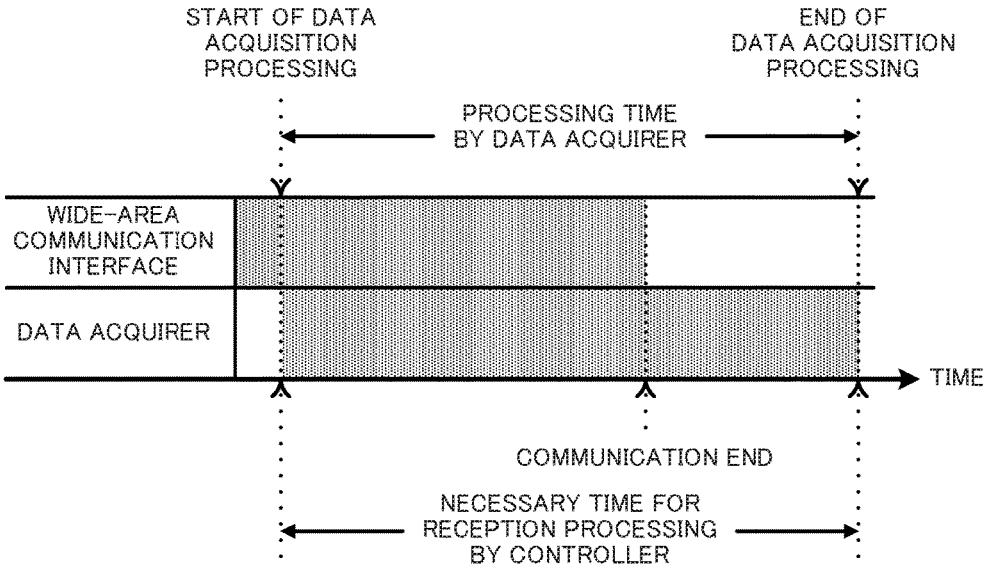 START OF DATA
ACQUISITION
PROCESSING
END OF
DATA ACQUISITION
PROCESSING
PROCESSING TIME
BY DATA ACQUIRER
WIDE-AREA
COMMUNICATION
INTERFACE
DATA ACQUIRER
TIME
COMMUNICATION END
NECESSARY TIME FOR
RECEPTION PROCESSING
BY CONTROLLER